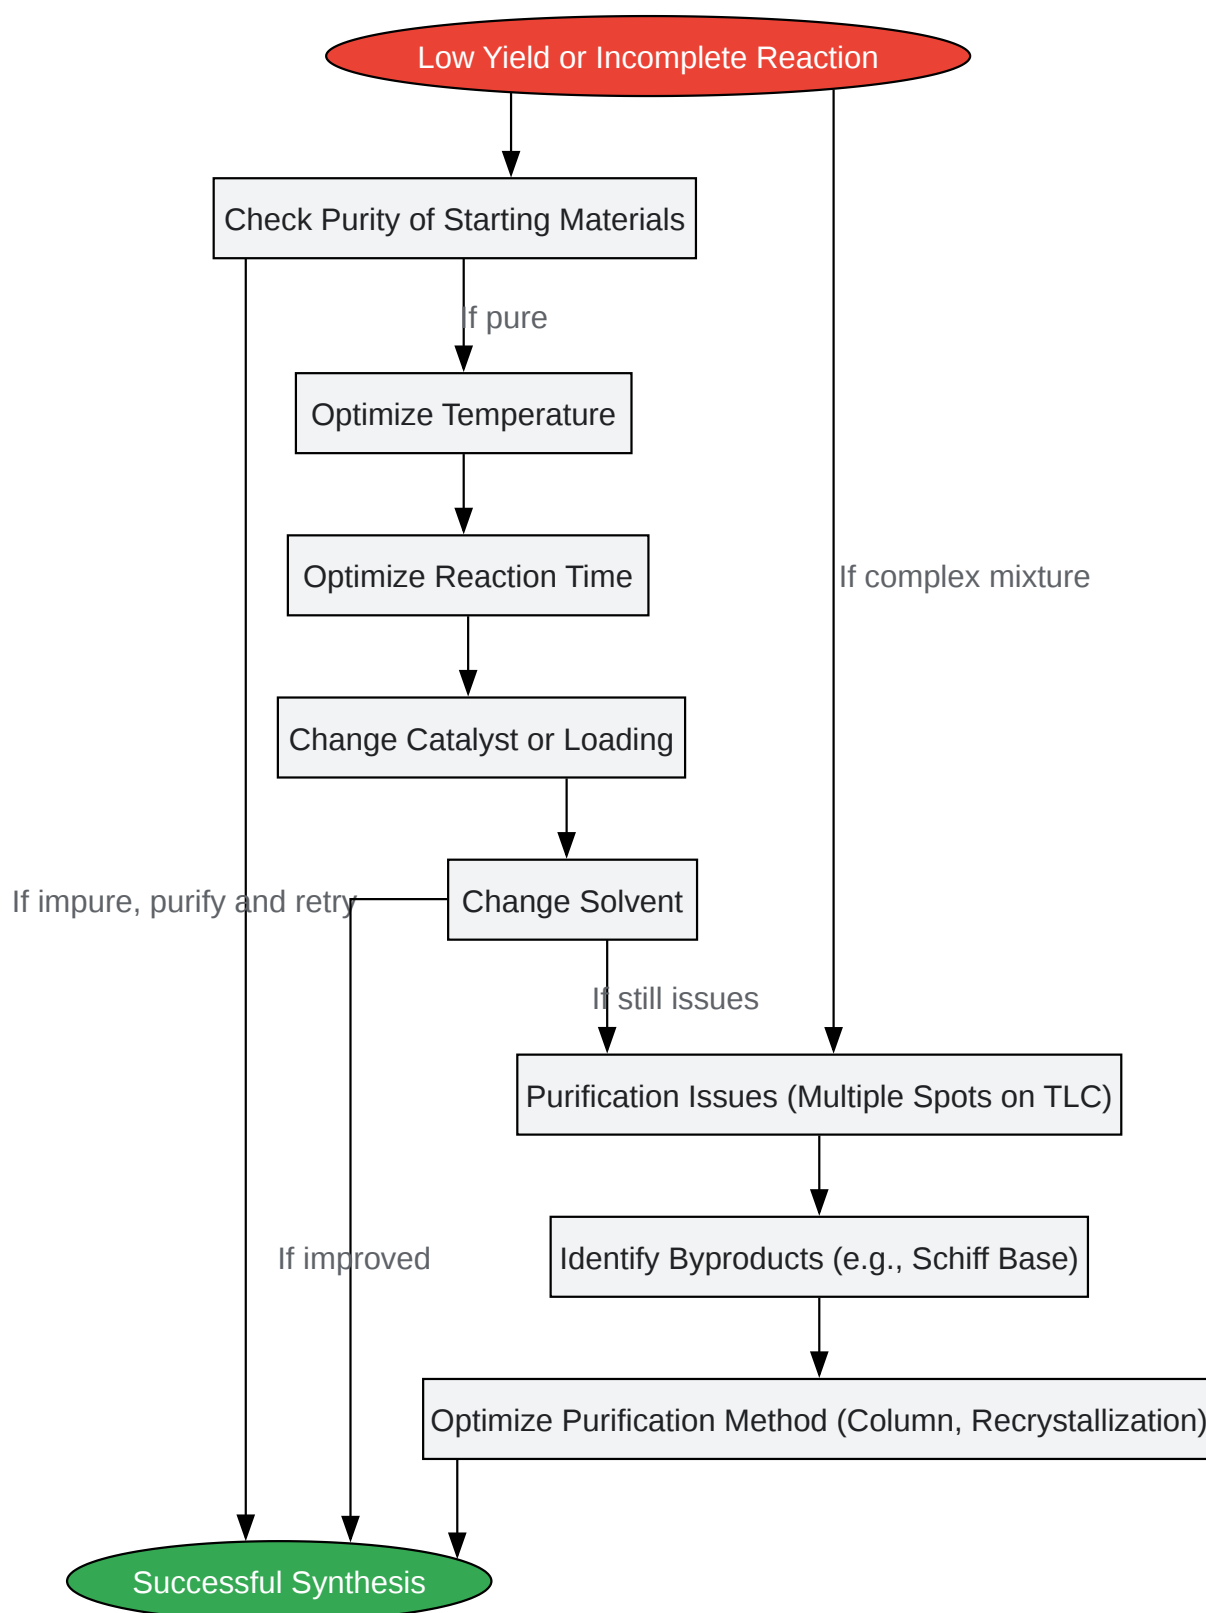 Low Yield or Incomplete Reaction
Check Purity of Starting Materials
If pure
Optimize Temperature
Optimize Reaction Time
If complex mixture
Change Catalyst or Loading
If impure, purify and retry
Change Solvent
If still issues
Purification Issues (Multiple Spots on TLC)
If improved
Identify Byproducts (e.g., Schiff Base)
Optimize Purification Method (Column, Recrystallization)
Successful Synthesis